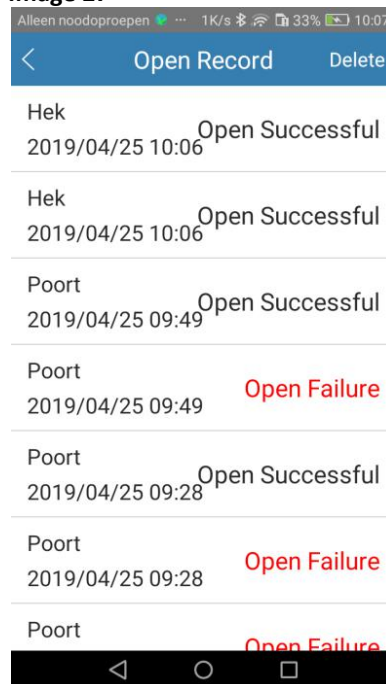 Alleen noodoproepen ... 1K/s 33% 10:07
Open Record Delete
Hek
Open Successful
2019/04/25 10:06
Hek
Open Successful
2019/04/25 10:06
Poort
Open Successful
2019/04/25 09:49
Poort
Open Failure
2019/04/25 09:49
Poort
Open Successful
2019/04/25 09:28
Poort
Open Failure
2019/04/25 09:28
Poort
Open Failure